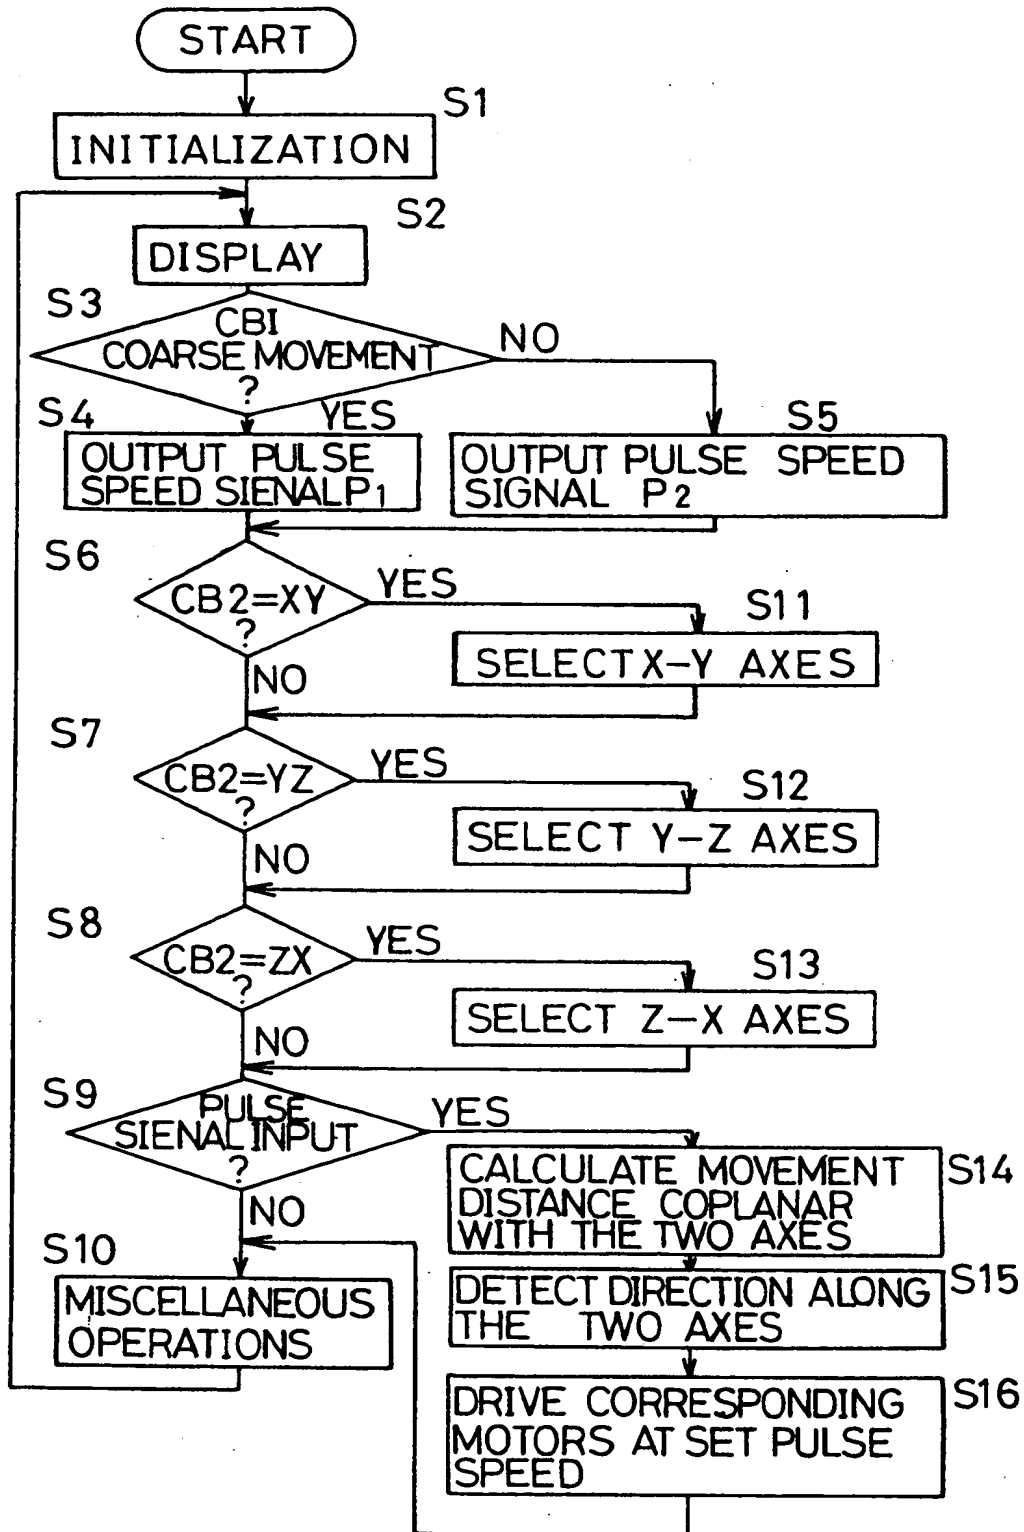 START
S1
INITIALIZATION
S2
DISPLAY
S3
CBI
COARSE MOVEMENT
?
NO
YES
S4
OUTPUT PULSE
SPEED SIENALP1
S5
OUTPUT PULSE SPEED
SIGNAL P2
S6
CB2=XY
?
YES
NO
S11
SELECT X-Y AXES
S7
CB2=YZ
?
YES
NO
S12
SELECT Y-Z AXES
S8
CB2=ZX
?
YES
NO
S13
SELECT Z-X AXES
S9
PULSE
SIENAL INPUT
?
YES
NO
S14
CALCULATE MOVEMENT
DISTANCE COPLANAR
WITH THE TWO AXES
S10
MISCELLANEOUS
OPERATIONS
S15
DETECT DIRECTION ALONG
THE TWO AXES
S16
DRIVE CORRESPONDING
MOTORS AT SET PULSE
SPEED